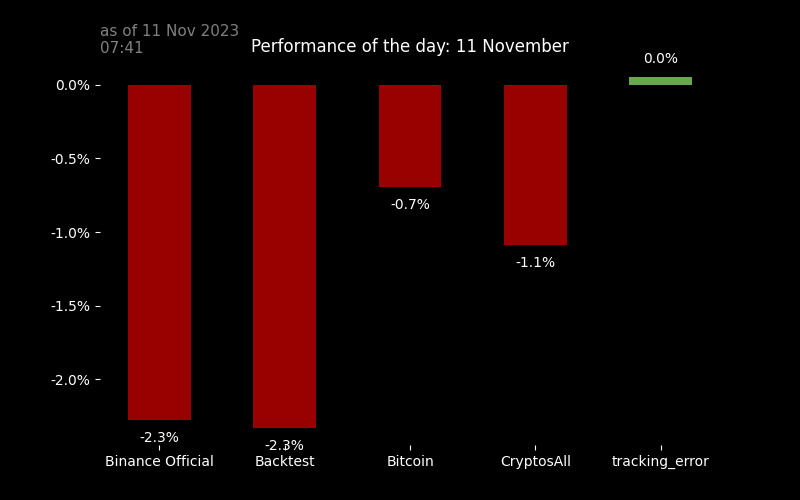 as of 11 Nov 2023
07:41
Performance of the day: 11 November
0.0%
0.0%
-0.5%
-0.7%
-1.0%
-1.1%
-1.5%
-2.0%
-2.3%
-2.3%
Binance Official
Backtest
Bitcoin
CryptosAll
tracking_error